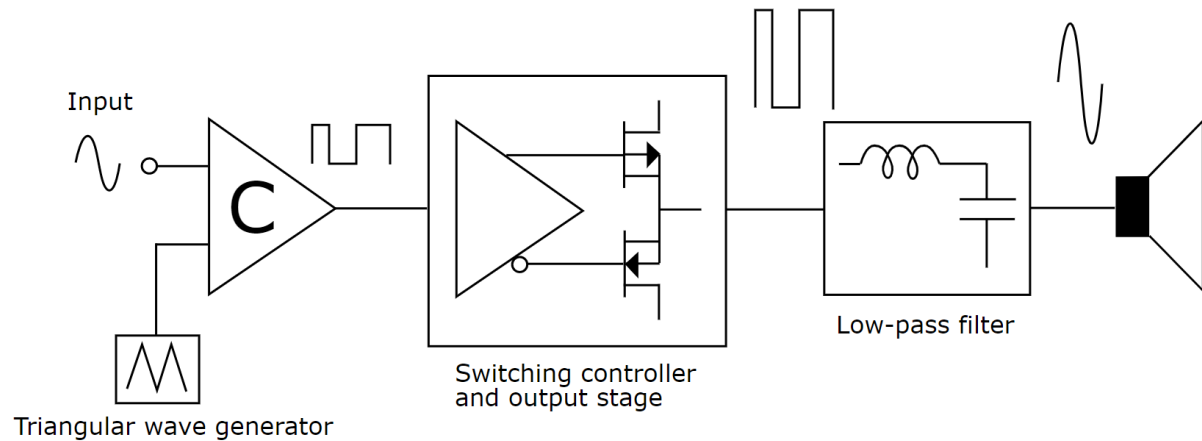 Input
C
Triangular wave generator
Switching controller
and output stage
Low-pass filter